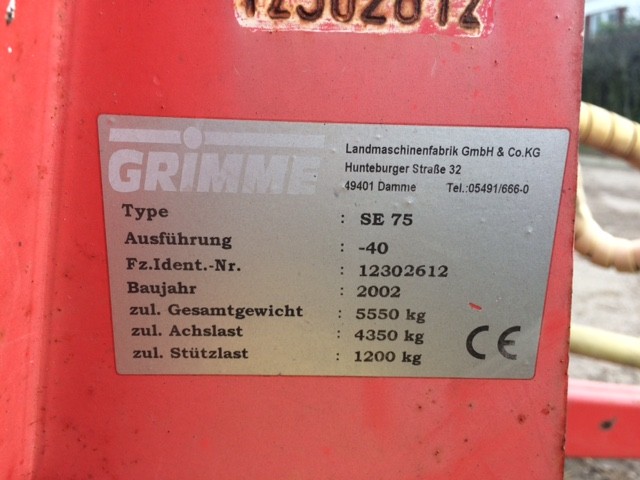 12302612
GRIMME
Landmaschinenfabrik GmbH & Co.KG
Hunteburger Straße 32
49401 Damme Tel.:05491/666-0
Type : SE 75
Ausführung : -40
Fz.Ident.-Nr. : 12302612
Baujahr : 2002
zul. Gesamtgewicht : 5550 kg
zul. Achslast : 4350 kg
zul. Stützlast : 1200 kg
CE